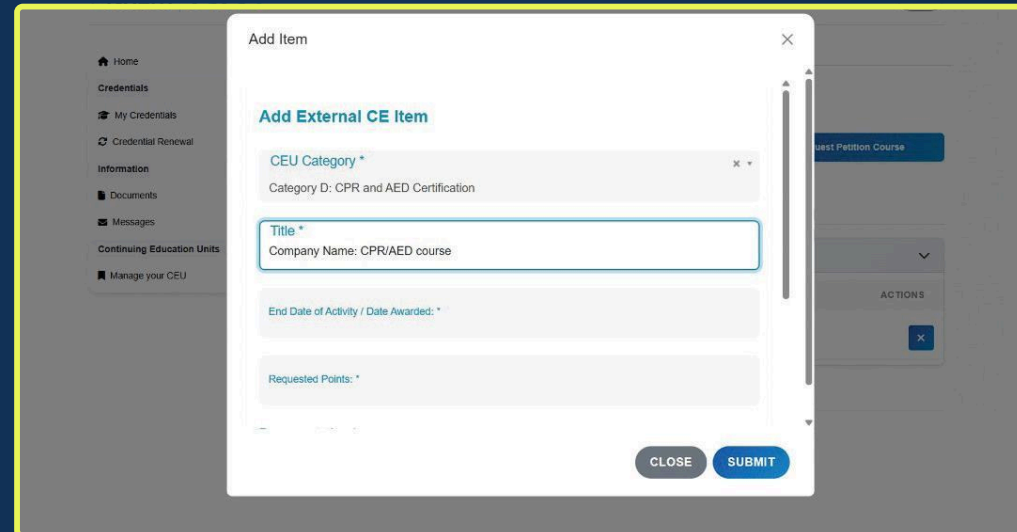 Add Item
Home
Credentials
My Credentials
Credential Renewal
Information
Documents
Messages
Continuing Education Units
Manage your CEU
Add External CE Item
CEU Category *
Category D: CPR and AED Certification
Title *
Company Name: CPR/AED course
End Date of Activity / Date Awarded: *
Requested Points: *
CLOSE
SUBMIT
Petition Course
ACTIONS